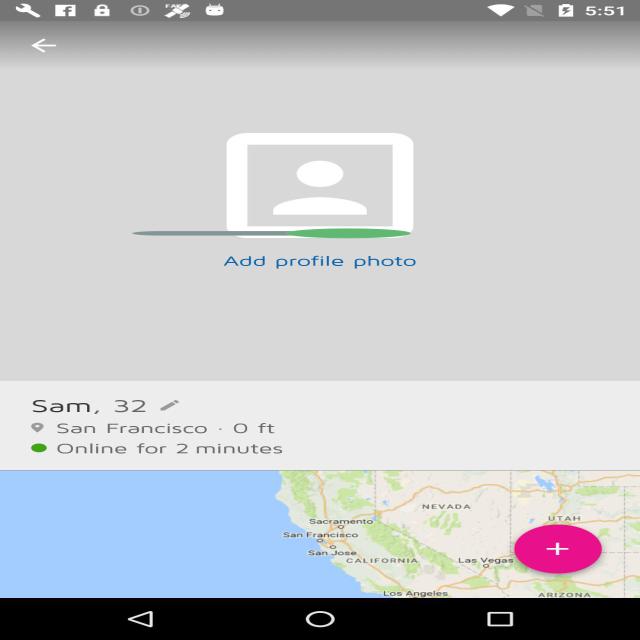 5:51
Add profile photo
Sam, 32
San Francisco · 0 ft
Online for 2 minutes
NEVADA
UTAH
Sacramento
San Francisco
San Jose
CALIFORNIA
Las Vegas
Los Angeles
ARIZONA